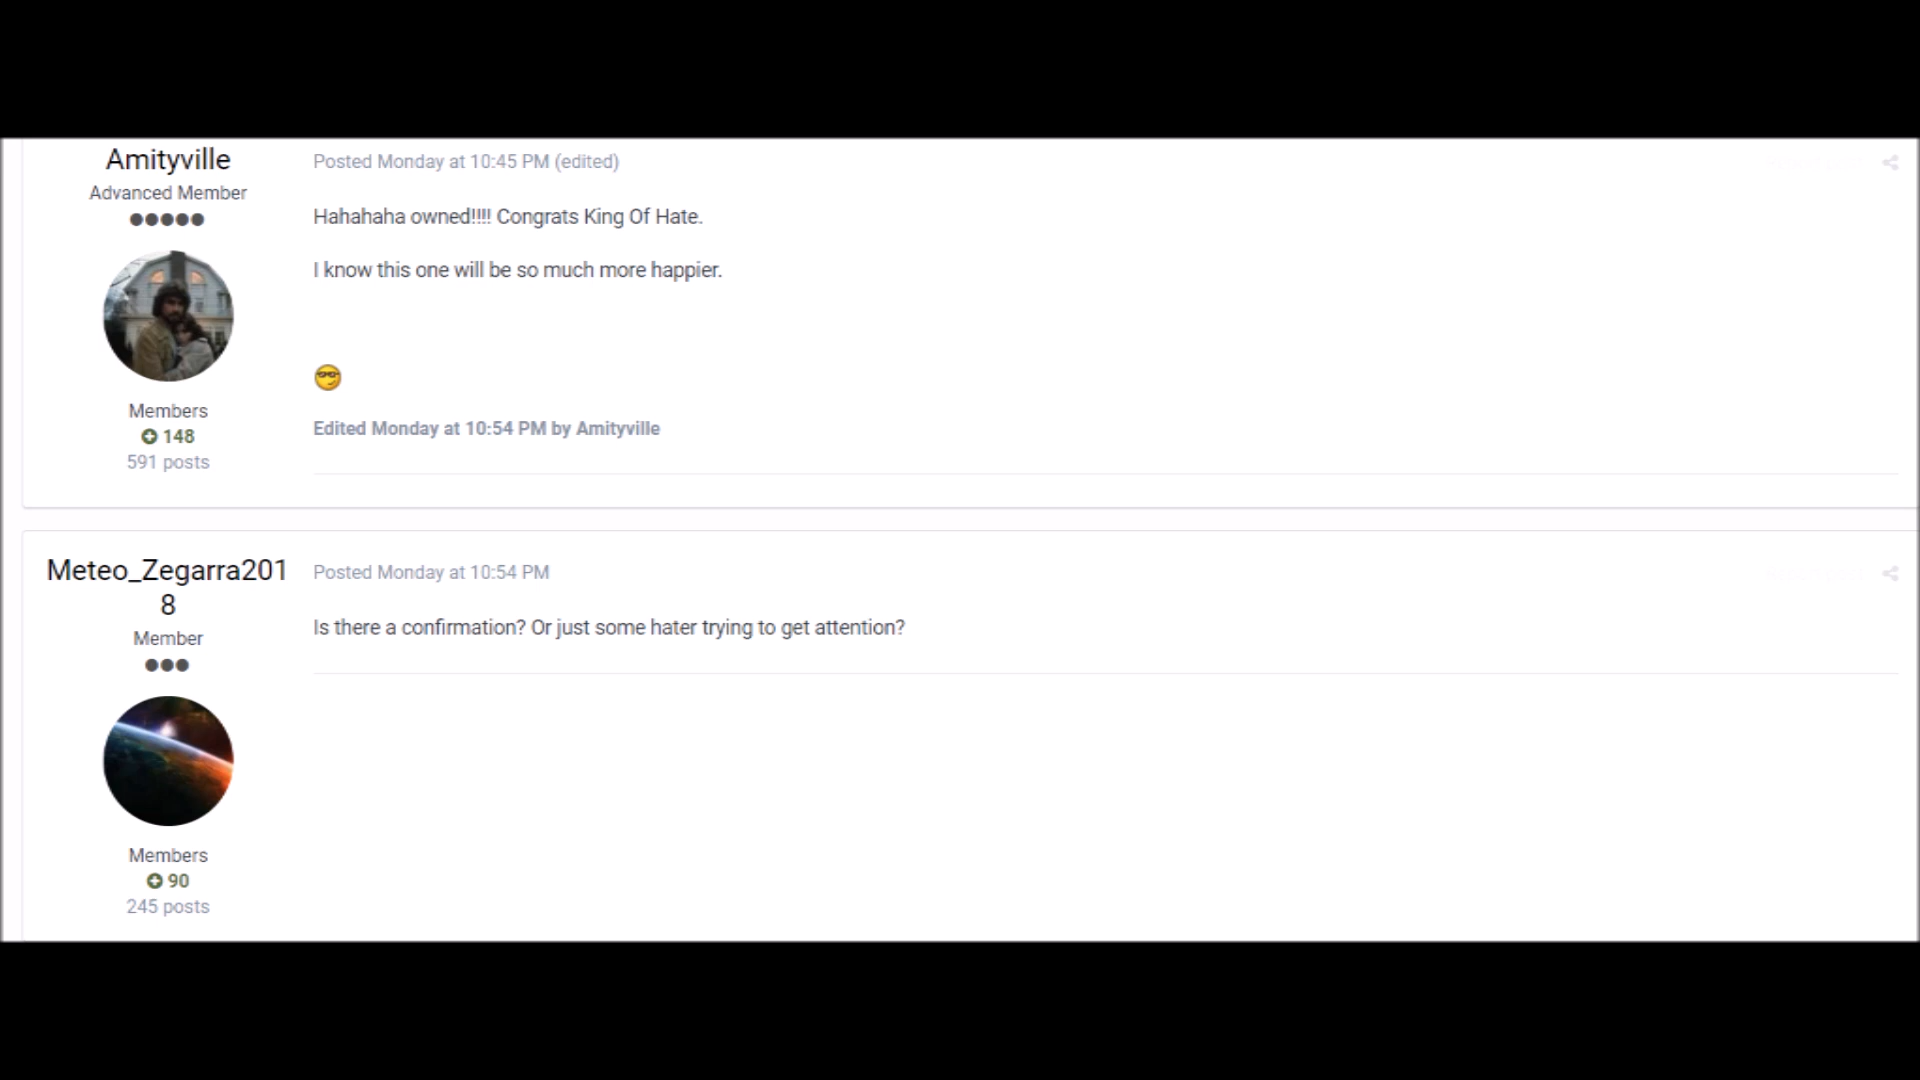 Amityville
Advanced Member
Posted Monday at 10:45 PM (edited)
Hahahaha owned!!!! Congrats King Of Hate.
I know this one will be so much more happier.
Edited Monday at 10:54 PM by Amityville
Members
148
591 posts
Meteo_Zegarra201
8
Member
Posted Monday at 10:54 PM
Is there a confirmation? Or just some hater trying to get attention?
Members
90
245 posts